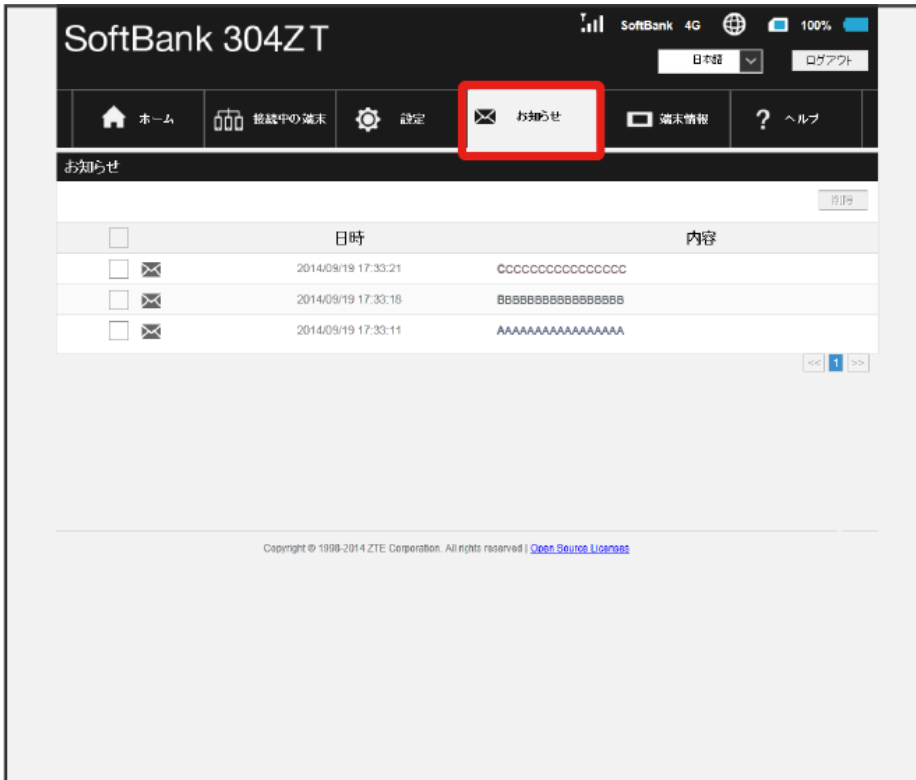 SoftBank 304ZT
SoftBank 4G 100%
日本語 ログアウト
ホーム 接続中の端末 設定 お知らせ 端末情報 ? ヘルプ
お知らせ
削除
日時 内容
2014/09/19 17:33:21 CCCCCCCCCCCCCCCC
2014/09/19 17:33:18 BBBBBBBBBBBBBBBBB
2014/09/19 17:33:11 AAAAAAAAAAAAAAAAA
<< 1 >>
Copyright © 1998-2014 ZTE Corporation. All rights reserved | Open Source Licenses